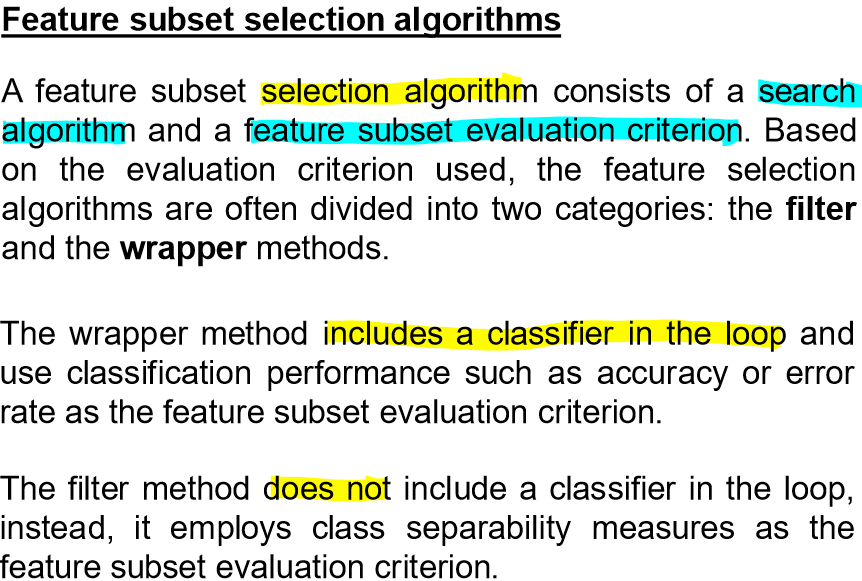 Feature subset selection algorithms
A feature subset selection algorithm consists of a search
algorithm and a feature subset evaluation criterion. Based
on the evaluation criterion used, the feature selection
algorithms are often divided into two categories: the filter
and the wrapper methods.
The wrapper method includes a classifier in the loop and
use classification performance such as accuracy or error
rate as the feature subset evaluation criterion.
The filter method does not include a classifier in the loop,
instead, it employs class separability measures as the
feature subset evaluation criterion.